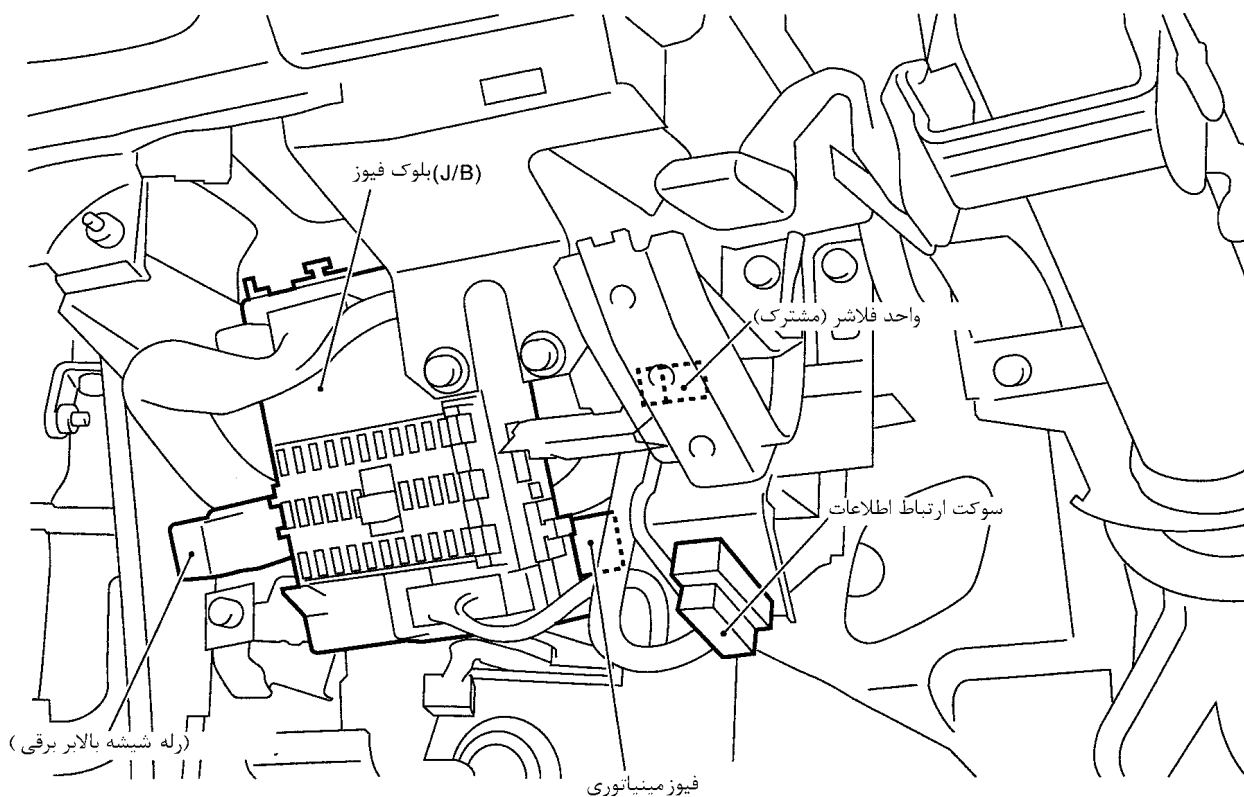 بلوک فیوز(J/B)
واحد فلاشر (مشترک)
سوکت ارتباط اطلاعات
(رله شیشه بالابر برقی )
فیوز مینیاتوری